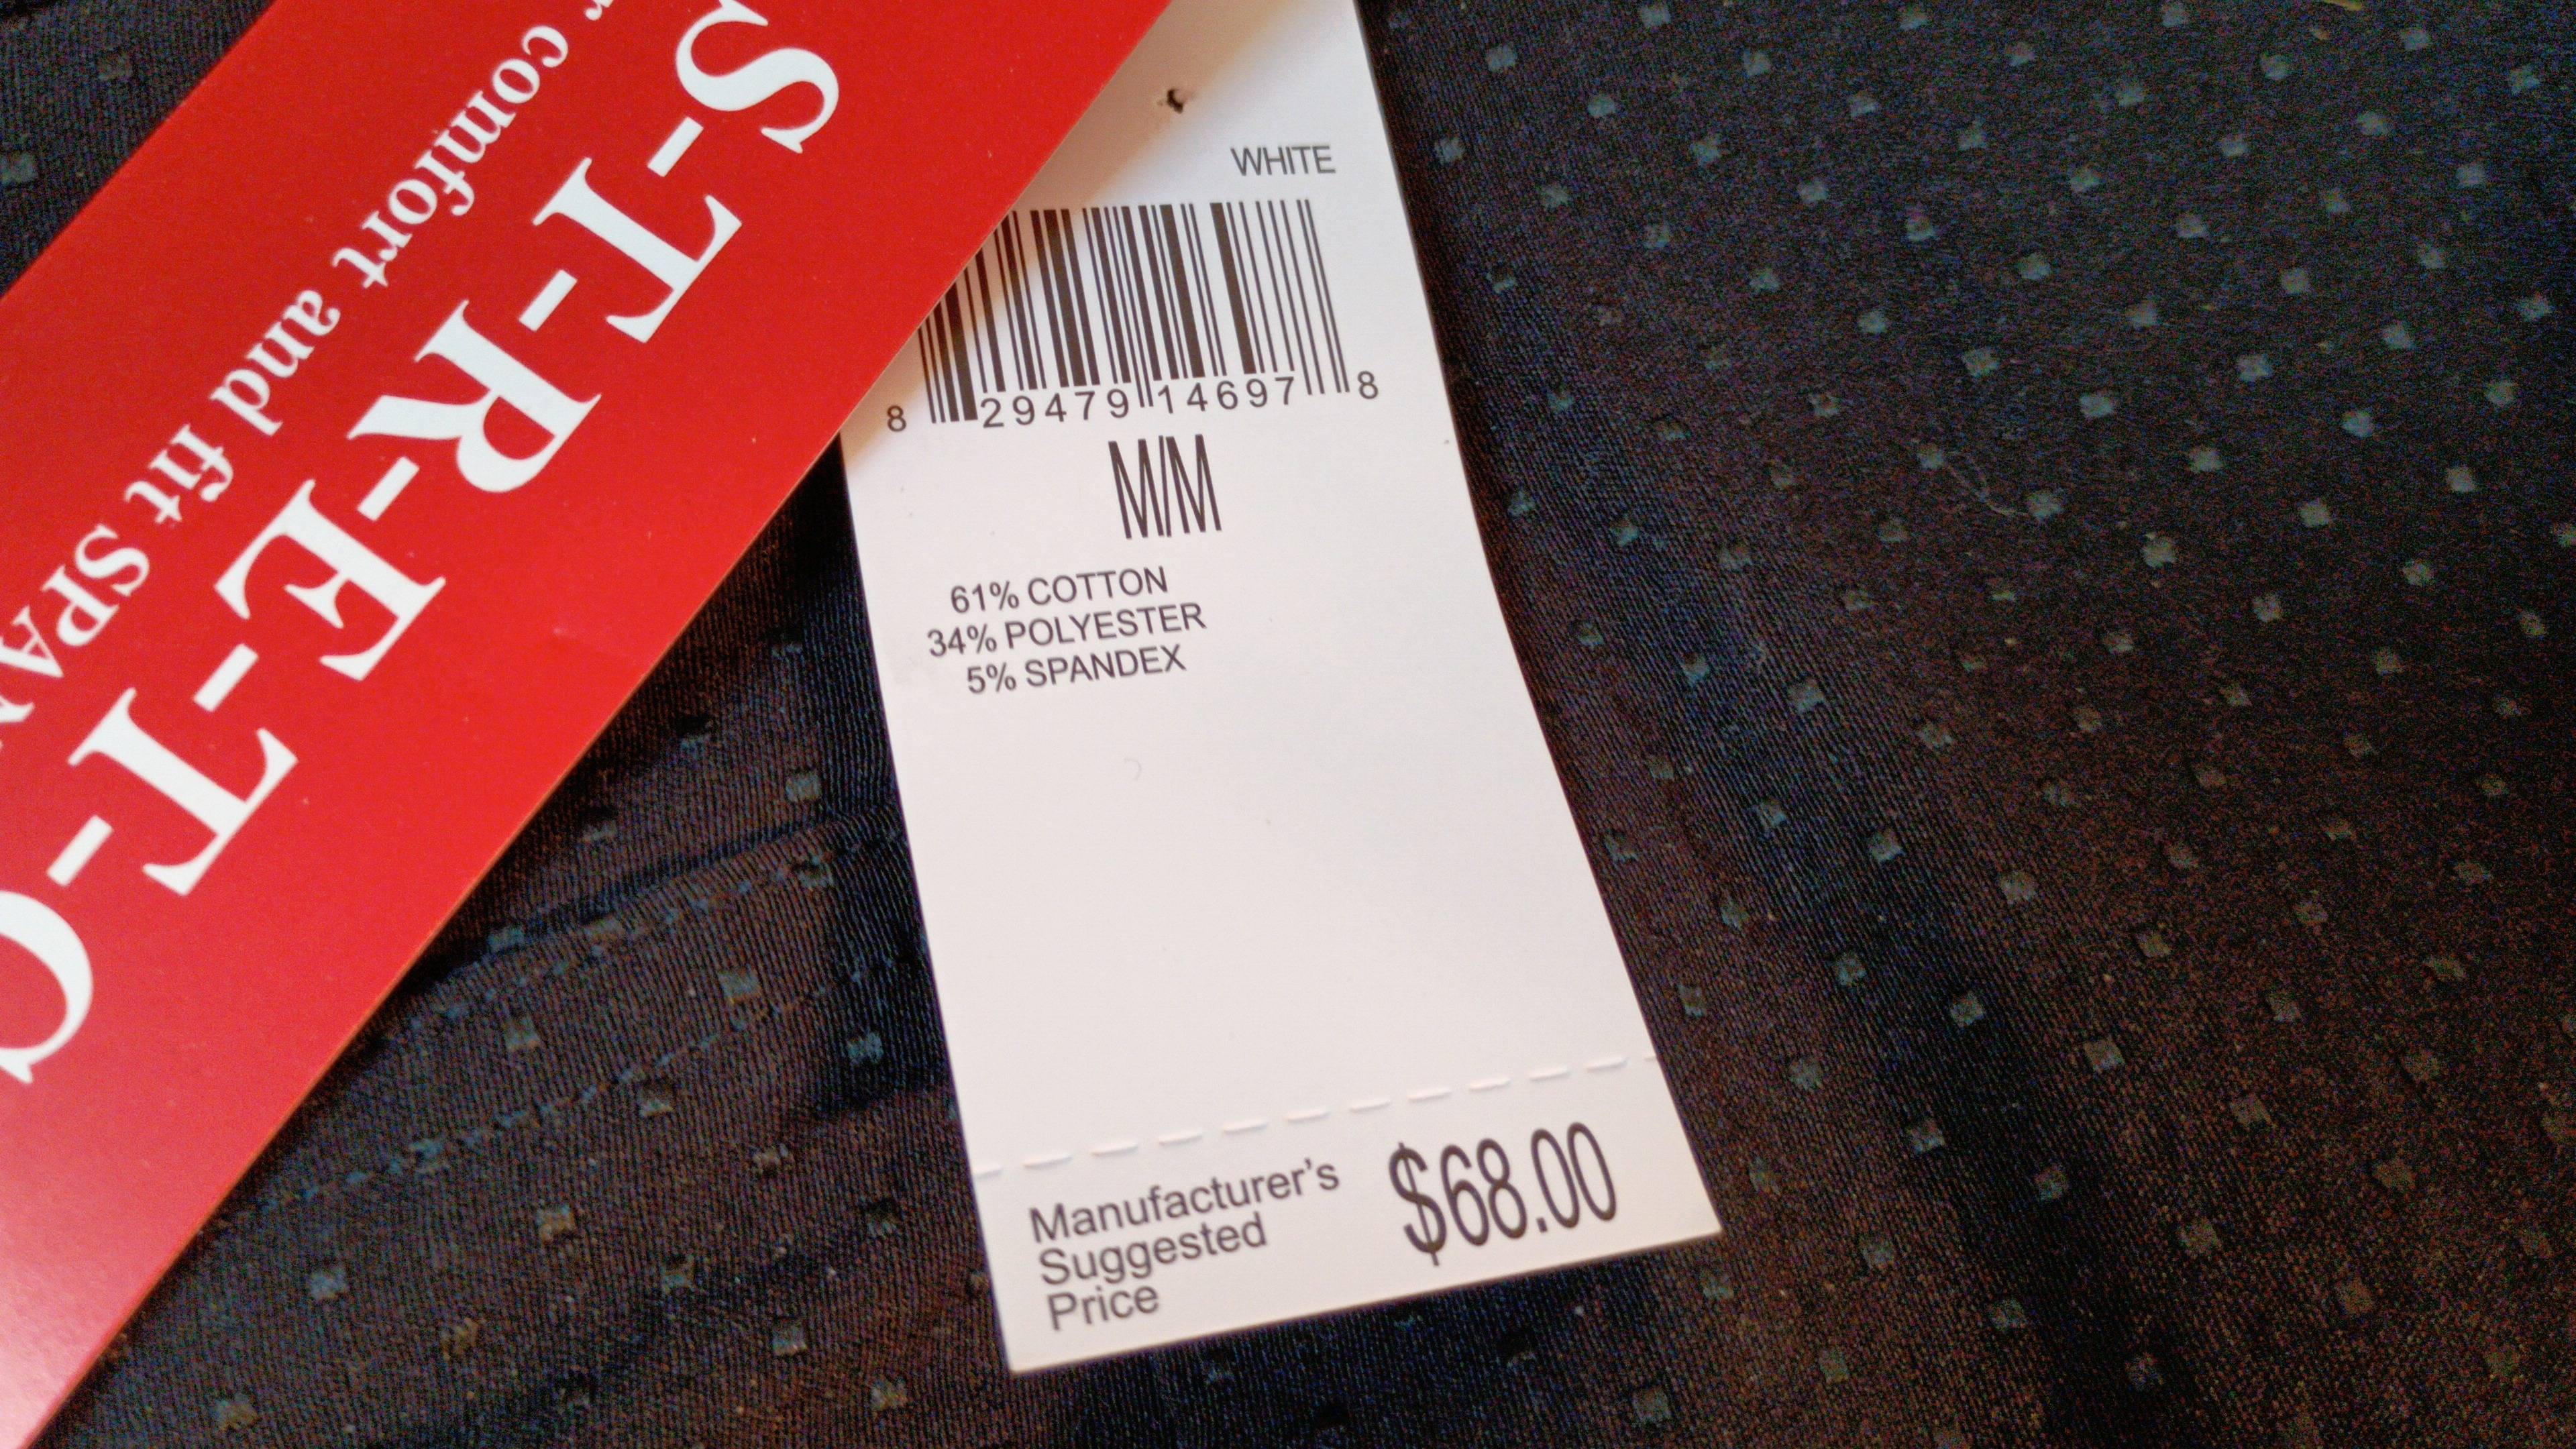 S-T-R-E-T-C
comfort and fit
WHITE
8 29479 14697 8
M/M
61% COTTON
34% POLYESTER
5% SPANDEX
Manufacturer's
Suggested
Price
$68.00